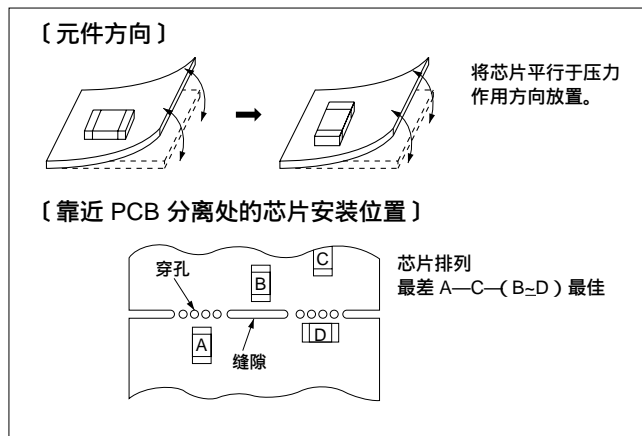 〔元件方向〕
将芯片平行于压力
作用方向放置。
〔靠近 PCB 分离处的芯片安装位置〕
穿孔
C
B
芯片排列
最差 A—C—(B≃D)最佳
A
D
缝隙